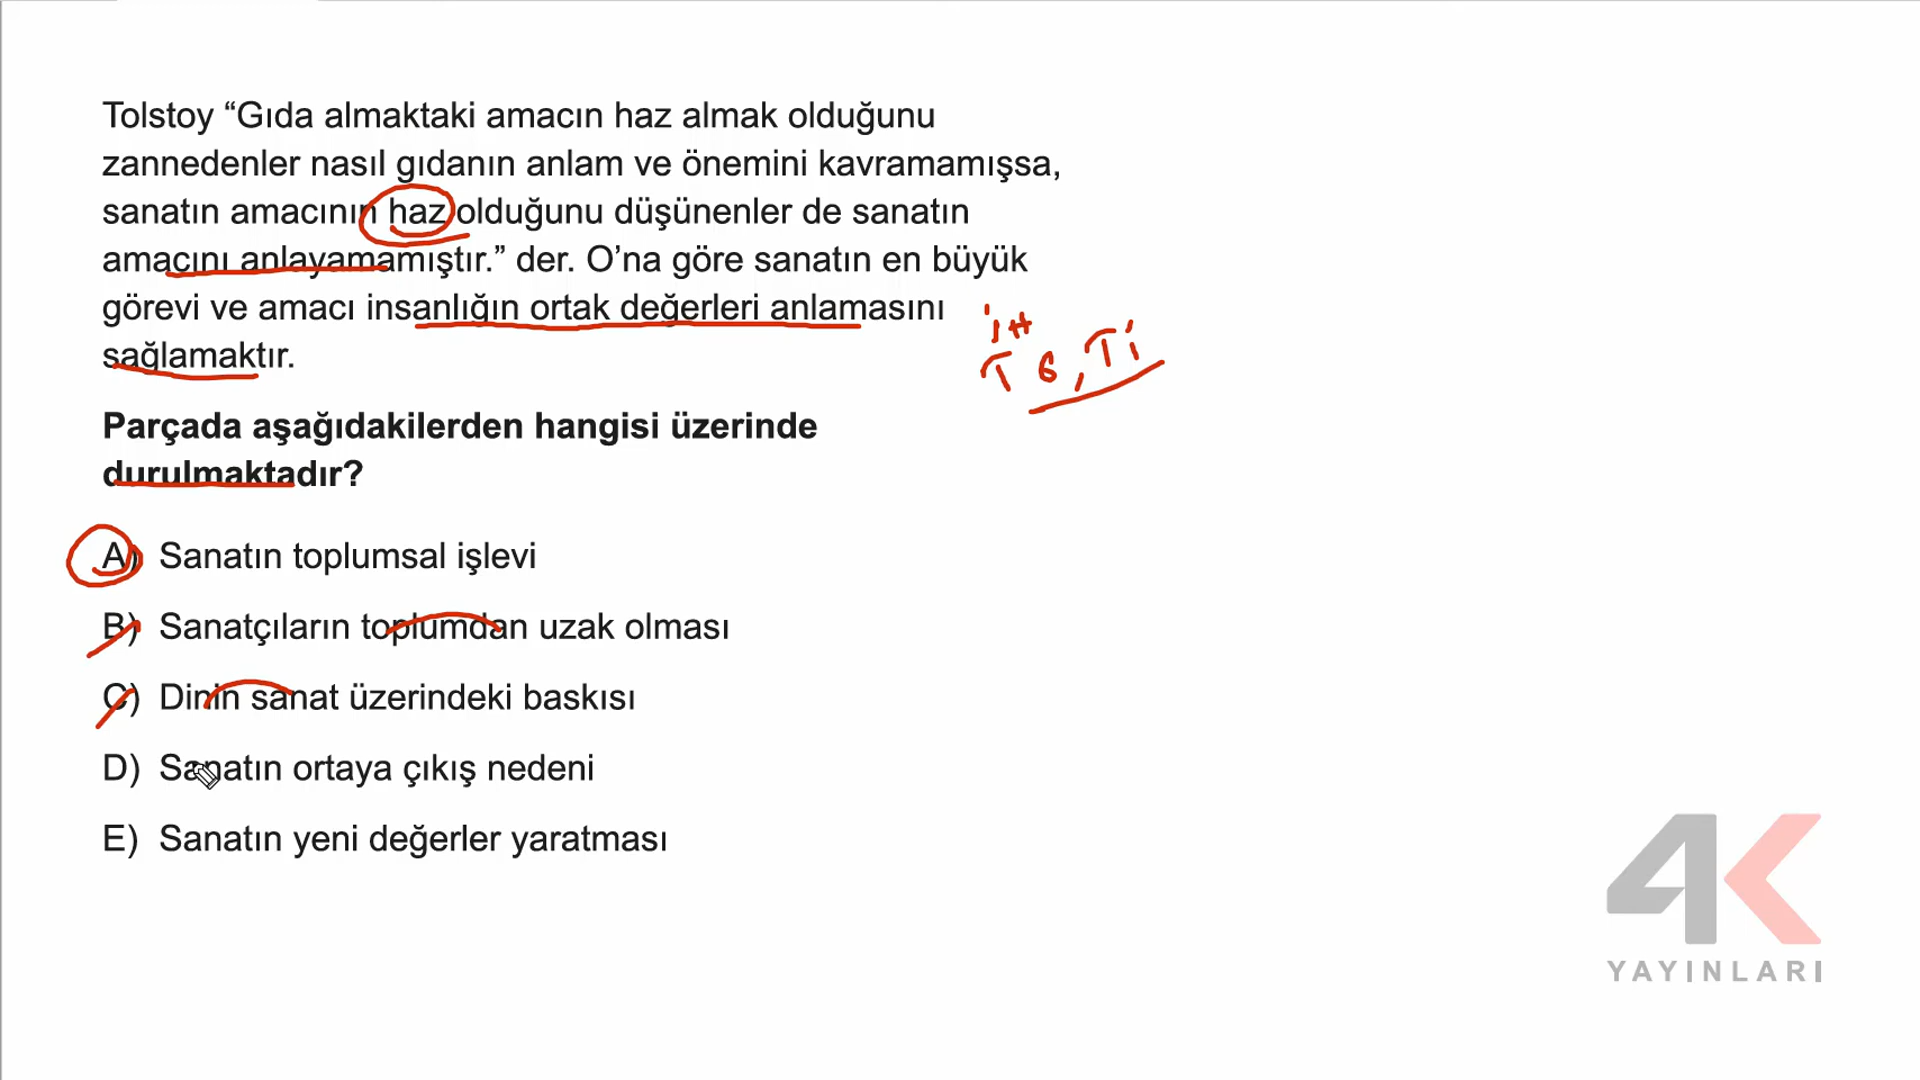 Tolstoy “Gıda almaktaki amacın haz almak olduğunu
zannedenler nasıl gıdanın anlam ve önemini kavramamışsa,
sanatın amacının haz olduğunu düşünenler de sanatın
amacını anlayamamıştır.” der. O’na göre sanatın en büyük
görevi ve amacı insanlığın ortak değerleri anlamasını
sağlamaktır.
Parçada aşağıdakilerden hangisi üzerinde
durulmaktadır?
A) Sanatın toplumsal işlevi
B) Sanatçıların toplumdan uzak olması
C) Dinin sanat üzerindeki baskısı
D) Sanatın ortaya çıkış nedeni
E) Sanatın yeni değerler yaratması
4K
YAYINLARI